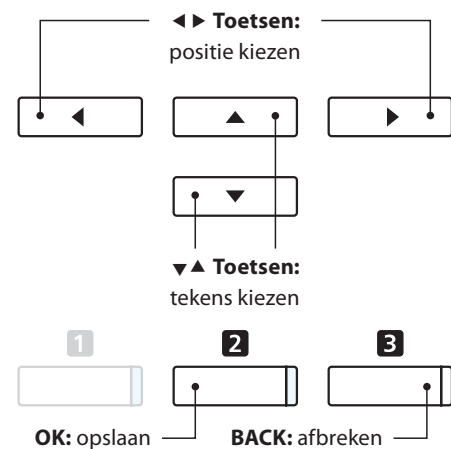 ◀ ▶ Toetsen:
positie kiezen
▼▲ Toetsen:
tekens kiezen
1 2 3
OK: opslaan BACK: afbreken